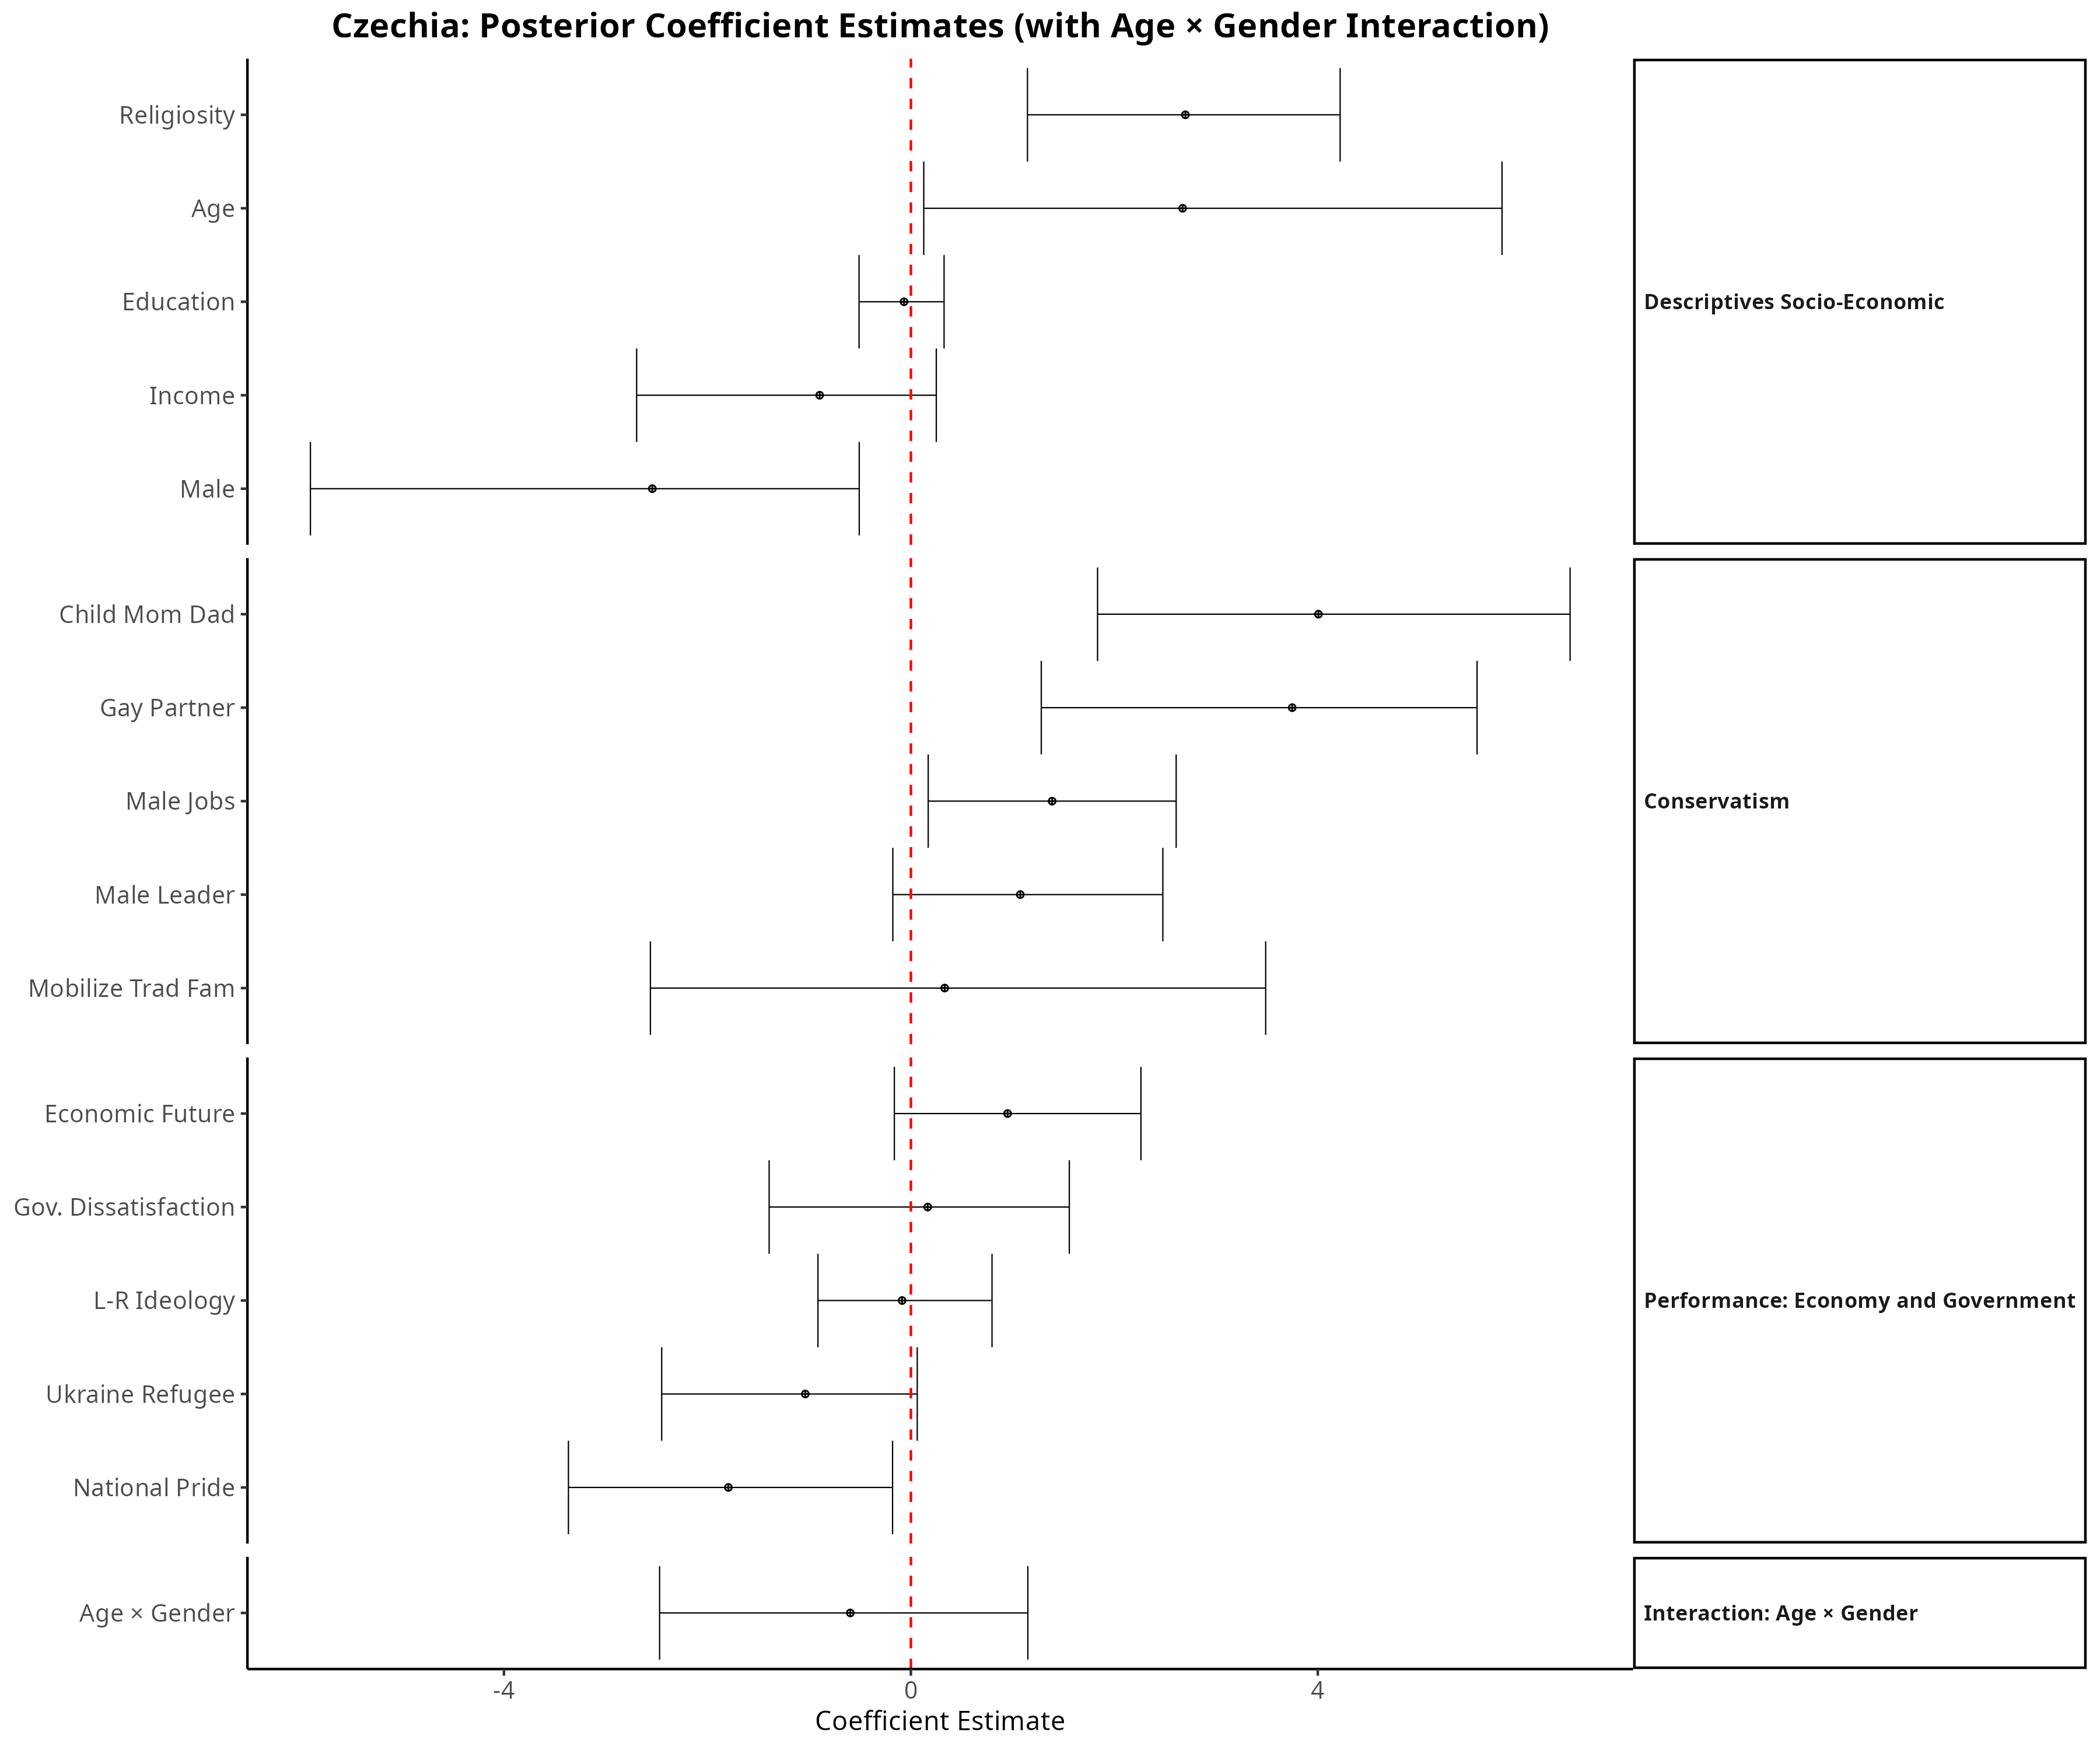 Czechia: Posterior Coefficient Estimates (with Age × Gender Interaction)
Religiosity
Age
Education
Income
Male
Descriptives Socio-Economic
Child Mom Dad
Gay Partner
Male Jobs
Male Leader
Mobilize Trad Fam
Conservatism
Economic Future
Gov. Dissatisfaction
L-R Ideology
Ukraine Refugee
National Pride
Performance: Economy and Government
Age × Gender
Interaction: Age × Gender
-4 0 4
Coefficient Estimate